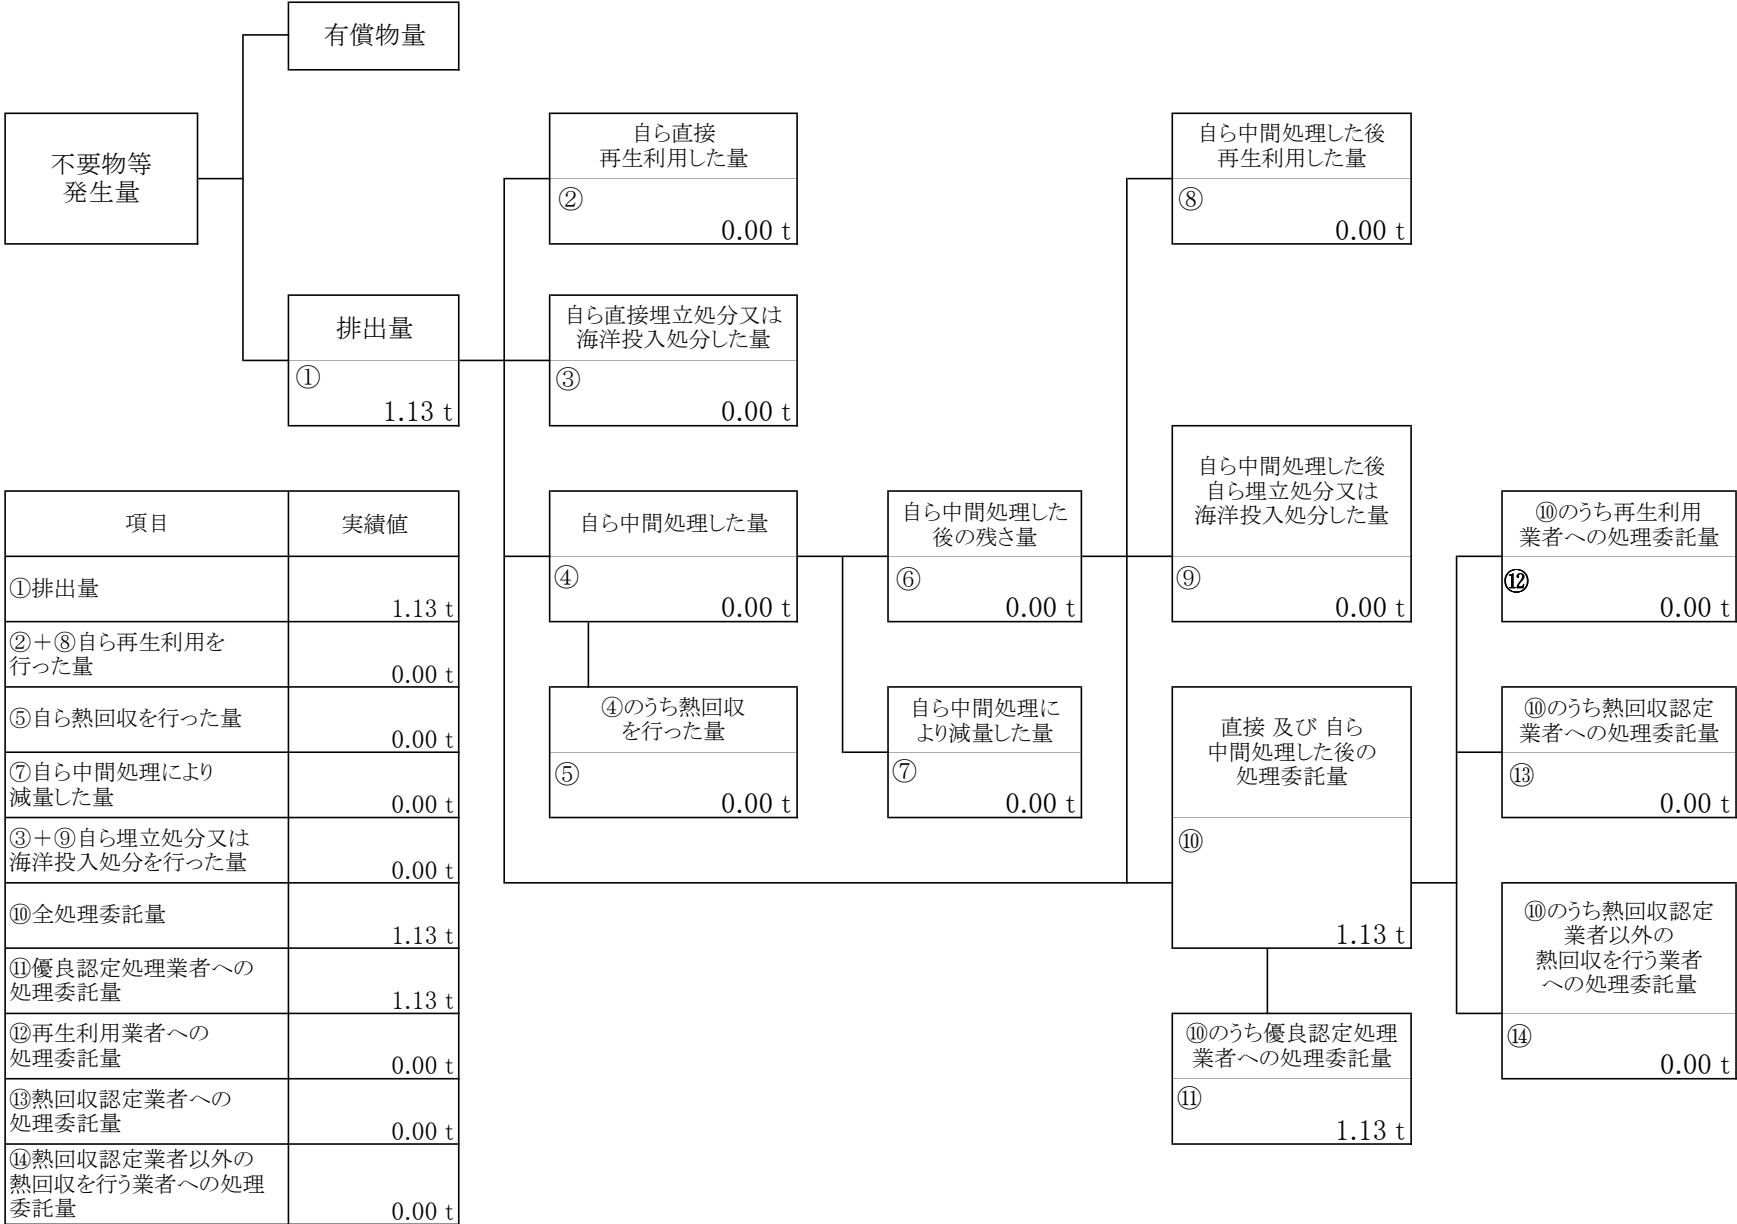 有償物量
不要物等
発生量
自ら直接
再生利用した量
②
0.00 t
自ら中間処理した後
再生利用した量
⑧
0.00 t
排出量
①
1.13 t
自ら直接埋立処分又は
海洋投入処分した量
③
0.00 t
自ら中間処理した量
④
0.00 t
自ら中間処理した
後の残さ量
⑥
0.00 t
自ら中間処理した後
自ら埋立処分又は
海洋投入処分した量
⑨
0.00 t
⑩のうち再生利用
業者への処理委託量
⑫
0.00 t
④のうち熱回収
を行った量
⑤
0.00 t
自ら中間処理に
より減量した量
⑦
0.00 t
直接 及び 自ら
中間処理した後の
処理委託量
⑩
1.13 t
⑩のうち熱回収認定
業者への処理委託量
⑬
0.00 t
⑩のうち熱回収認定
業者以外の
熱回収を行う業者
への処理委託量
⑭
0.00 t
⑩のうち優良認定処理
業者への処理委託量
⑪
1.13 t
項目 実績値
①排出量
1.13 t
②＋⑧自ら再生利用を
行った量
0.00 t
⑤自ら熱回収を行った量
0.00 t
⑦自ら中間処理により
減量した量
0.00 t
③＋⑨自ら埋立処分又は
海洋投入処分を行った量
0.00 t
⑩全処理委託量
1.13 t
⑪優良認定処理業者への
処理委託量
1.13 t
⑫再生利用業者への
処理委託量
0.00 t
⑬熱回収認定業者への
処理委託量
0.00 t
⑭熱回収認定業者以外の
熱回収を行う業者への処理
委託量
0.00 t